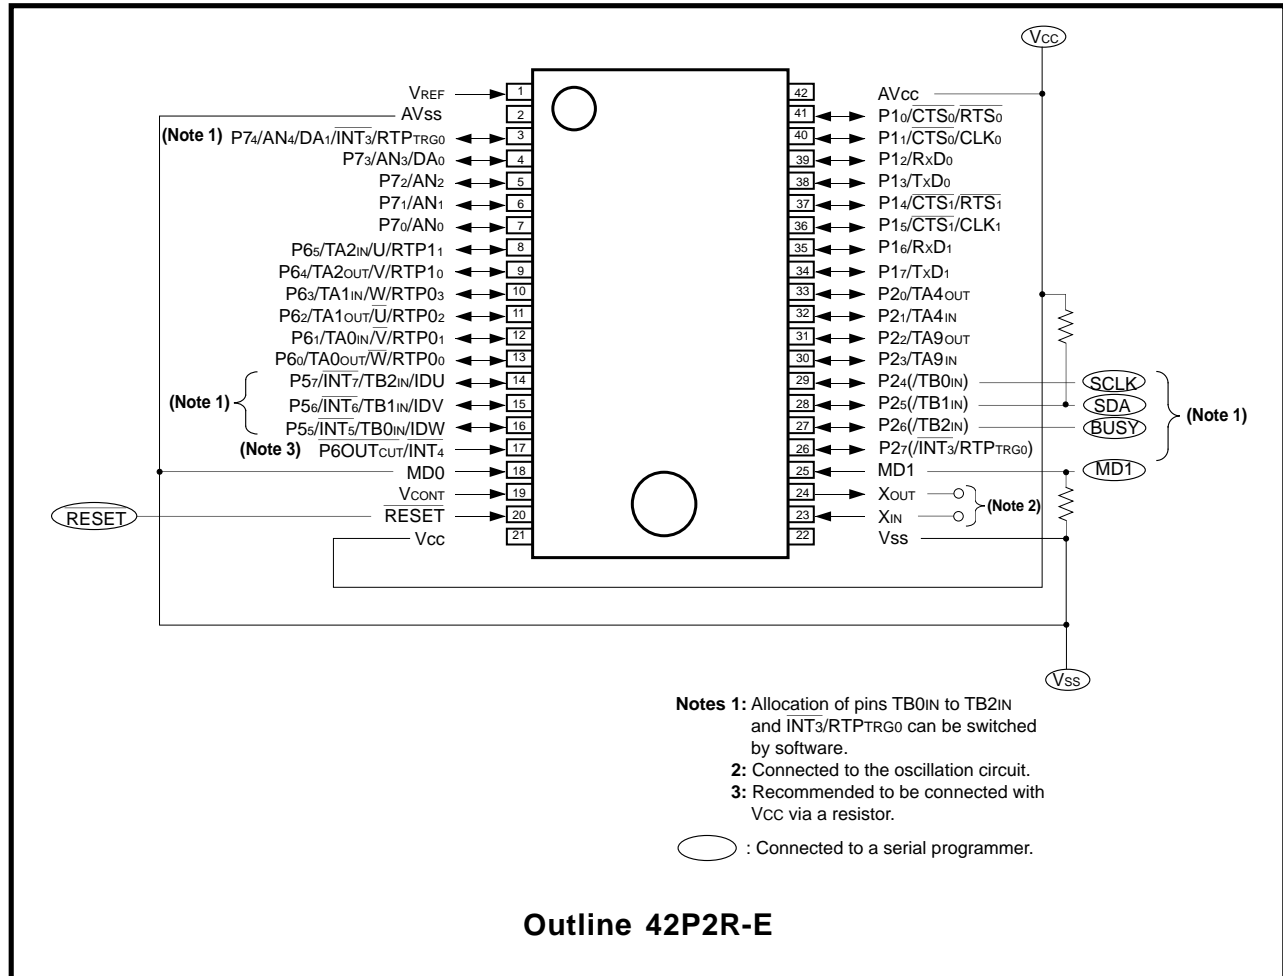 VCC
VREF 1
AVss 2
(Note 1) P74/AN4/DA1/INT3/RTPTRG0 3
P73/AN3/DA0 4
P72/AN2 5
P71/AN1 6
P70/AN0 7
P65/TA2IN/U/RTP11 8
P64/TA2OUT/V/RTP10 9
P63/TA1IN/W/RTP03 10
P62/TA1OUT/U̅/RTP02 11
P61/TA0IN/V̅/RTP01 12
P60/TA0OUT/W̅/RTP00 13
(Note 1)
P57/INT7/TB2IN/IDU 14
P56/INT6/TB1IN/IDV 15
P55/INT5/TB0IN/IDW 16
(Note 3) P6OUTCUT/INT4 17
MD0 18
VCONT 19
RESET RESET 20
Vcc 21
42 AVcc
41 P10/CTS0/RTS0
40 P11/CTS0/CLK0
39 P12/RxD0
38 P13/TxD0
37 P14/CTS1/RTS1
36 P15/CTS1/CLK1
35 P16/RxD1
34 P17/TxD1
33 P20/TA4OUT
32 P21/TA4IN
31 P22/TA9OUT
30 P23/TA9IN
29 P24(/TB0IN) SCLK
28 P25(/TB1IN) SDA
27 P26(/TB2IN) BUSY
(Note 1)
26 P27(/INT3/RTPTRG0)
25 MD1 MD1
24 XOUT
23 XIN
(Note 2)
22 Vss
Vss
Notes 1: Allocation of pins TB0IN to TB2IN
and INT3/RTPTRG0 can be switched
by software.
2: Connected to the oscillation circuit.
3: Recommended to be connected with
VCC via a resistor.
: Connected to a serial programmer.
Outline 42P2R-E